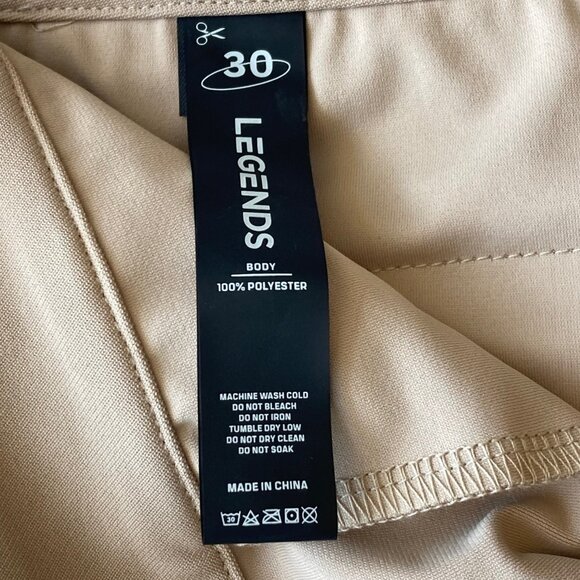 30
LEGENDS
BODY
100% POLYESTER
MACHINE WASH COLD
DO NOT BLEACH
DO NOT IRON
TUMBLE DRY LOW
DO NOT DRY CLEAN
DO NOT SOAK
MADE IN CHINA
30